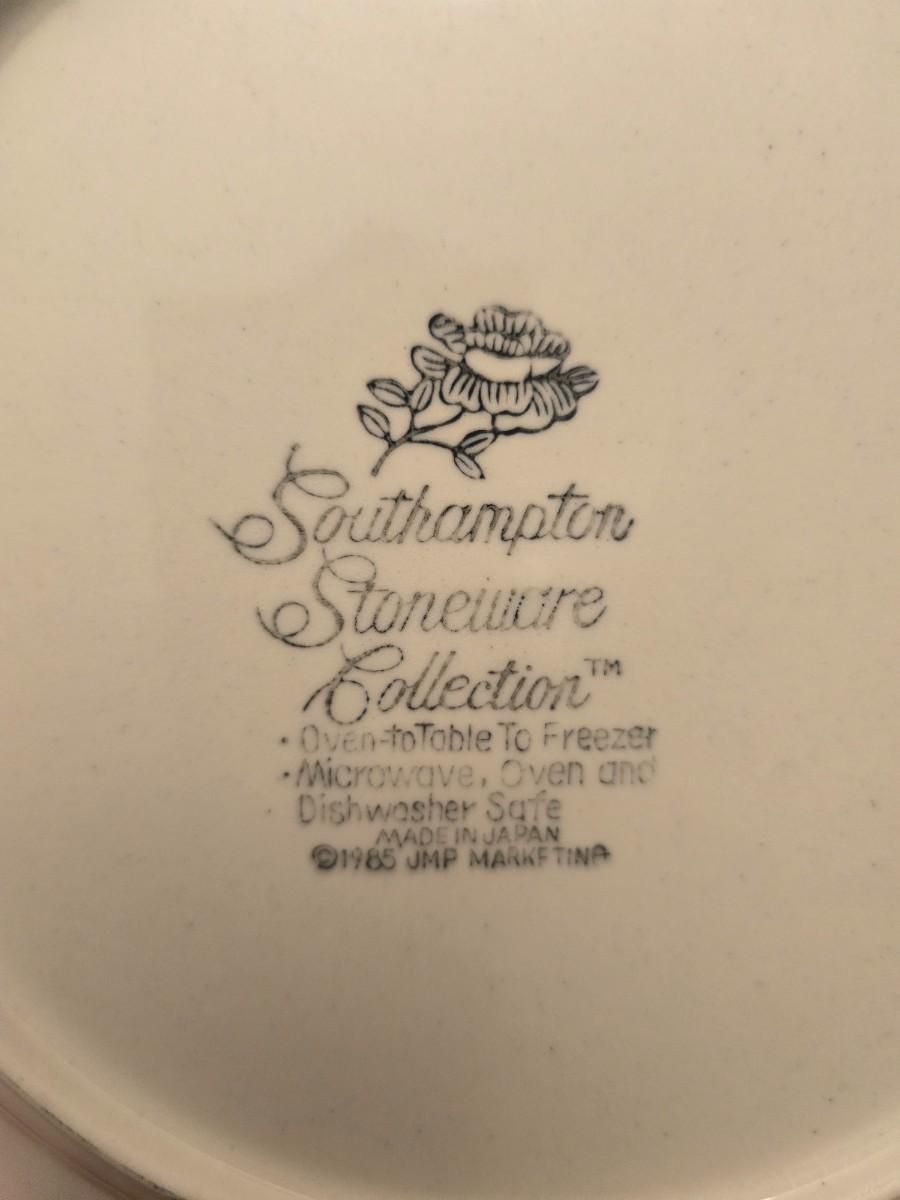 Southampton
Stoneware
Collection™
• Oven-to Table To Freezer
• Microwave, Oven and
Dishwasher Safe
MADE IN JAPAN
©1985 JMP MARKETING